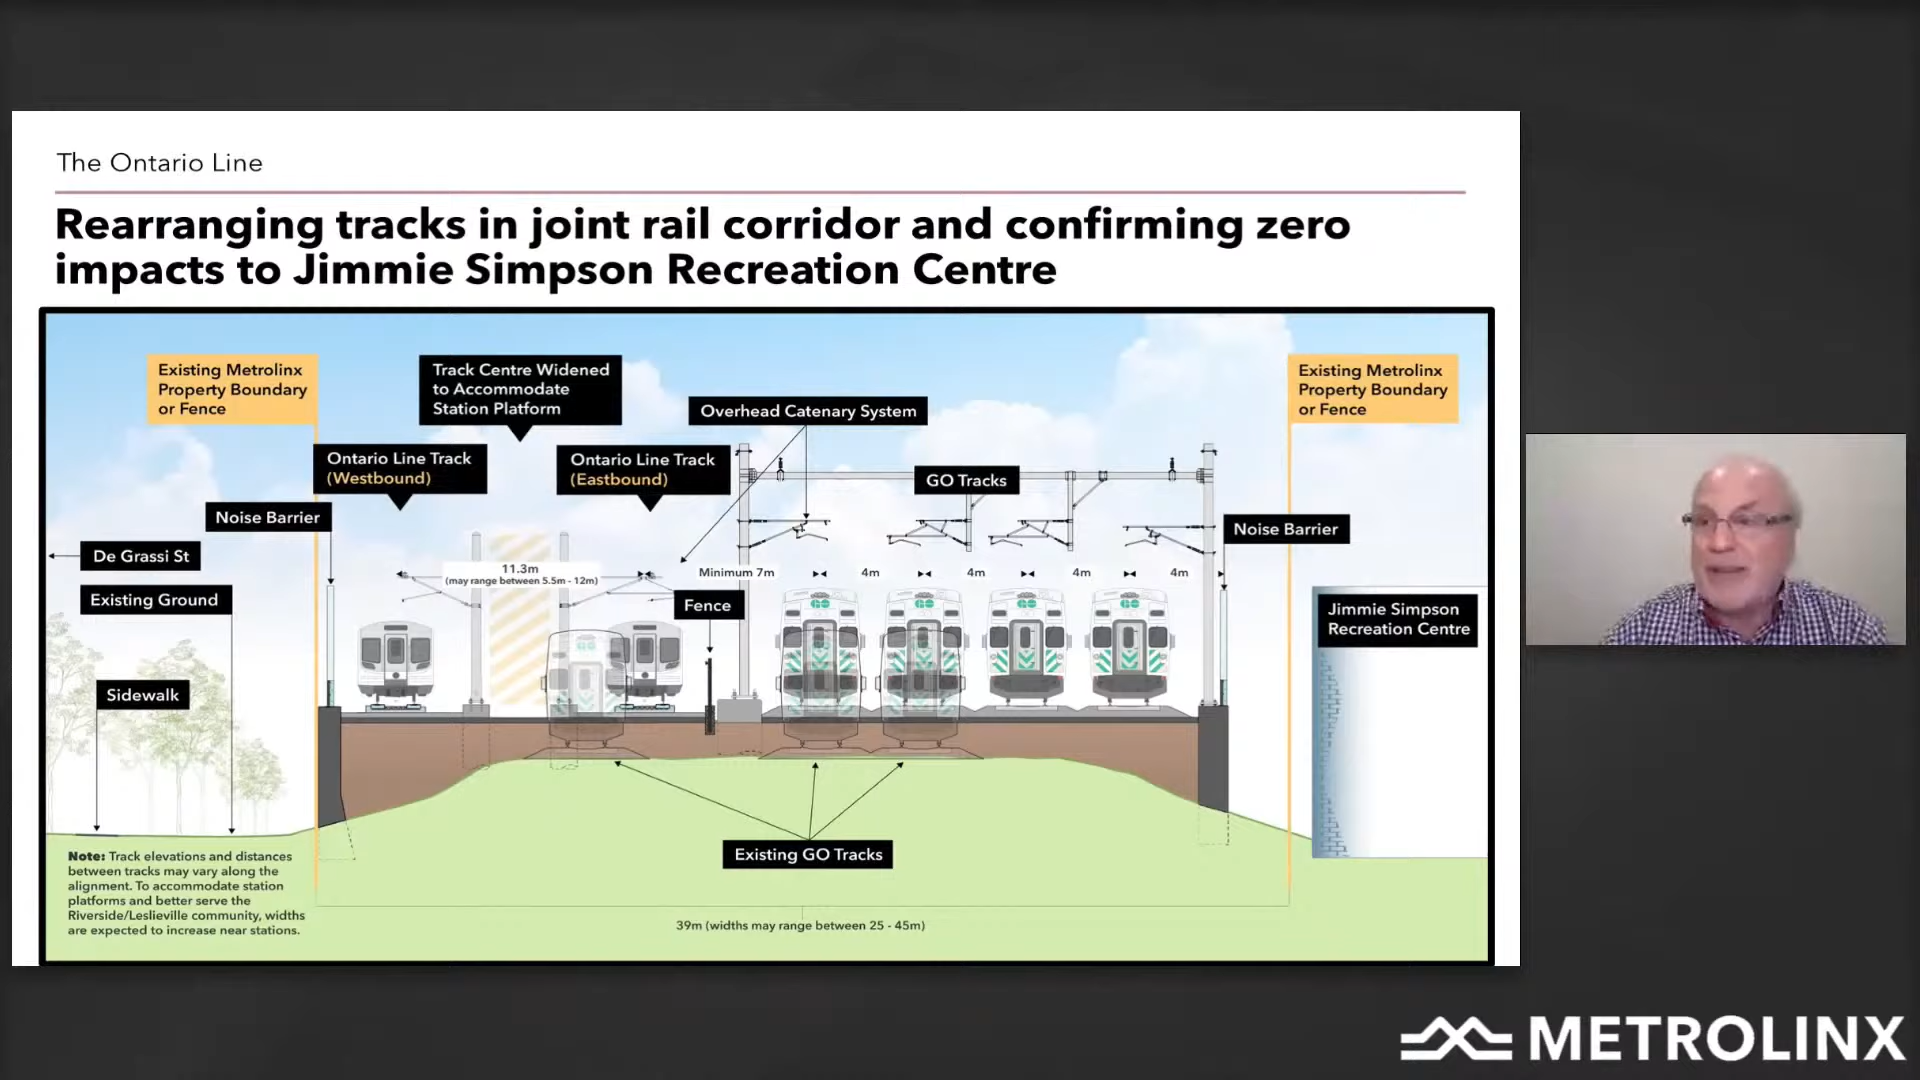 The Ontario Line
Rearranging tracks in joint rail corridor and confirming zero
impacts to Jimmie Simpson Recreation Centre
Existing Metrolinx
Property Boundary
or Fence
Track Centre Widened
to Accommodate
Station Platform
Overhead Catenary System
Existing Metrolinx
Property Boundary
or Fence
Ontario Line Track
(Westbound)
Ontario Line Track
(Eastbound)
GO Tracks
Noise Barrier
Noise Barrier
De Grassi St
11.3m
(may range between 5.5m - 12m)
Minimum 7m
4m
4m
4m
4m
Existing Ground
Fence
Jimmie Simpson
Recreation Centre
GO
GO
GO
GO
Sidewalk
Existing GO Tracks
Note: Track elevations and distances
between tracks may vary along the
alignment. To accommodate station
platforms and better serve the
Riverside/Leslieville community, widths
are expected to increase near stations.
39m (widths may range between 25 - 45m)
METROLINX